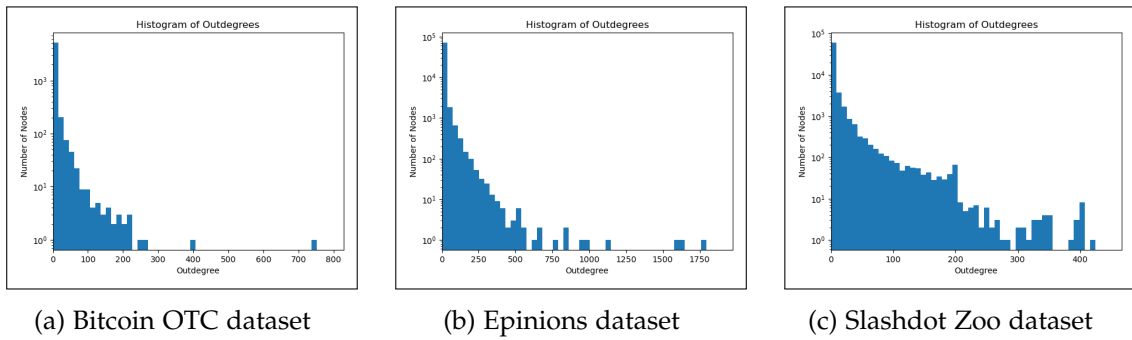 Histogram of Outdegrees
Number of Nodes
10³
10²
10¹
10⁰
0 100 200 300 400 500 600 700 800
Outdegree
(a) Bitcoin OTC dataset
Histogram of Outdegrees
Number of Nodes
10⁵
10⁴
10³
10²
10¹
10⁰
0 250 500 750 1000 1250 1500 1750
Outdegree
(b) Epinions dataset
Histogram of Outdegrees
Number of Nodes
10⁵
10⁴
10³
10²
10¹
10⁰
0 100 200 300 400
Outdegree
(c) Slashdot Zoo dataset